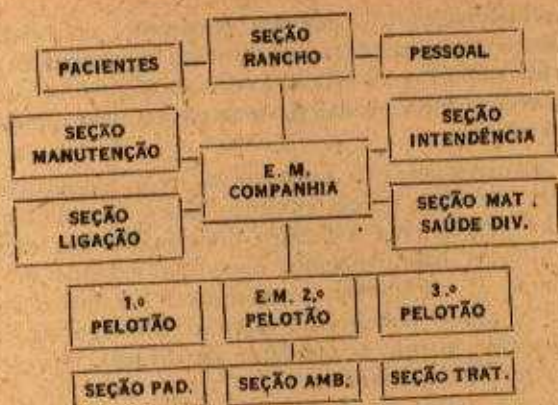 SEÇÃO
RANCHO
PACIENTES
PESSOAL
SEÇÃO
MANUTENÇÃO
SEÇÃO
INTENDÊNCIA
E. M.
COMPANHIA
SEÇÃO
LIGAÇÃO
SEÇÃO MAT.
SAÚDE DIV.
1.º
PELOTÃO
E.M. 2.º
PELOTÃO
3.º
PELOTÃO
SEÇÃO PAD.
SEÇÃO AMB.
SEÇÃO TRAT.